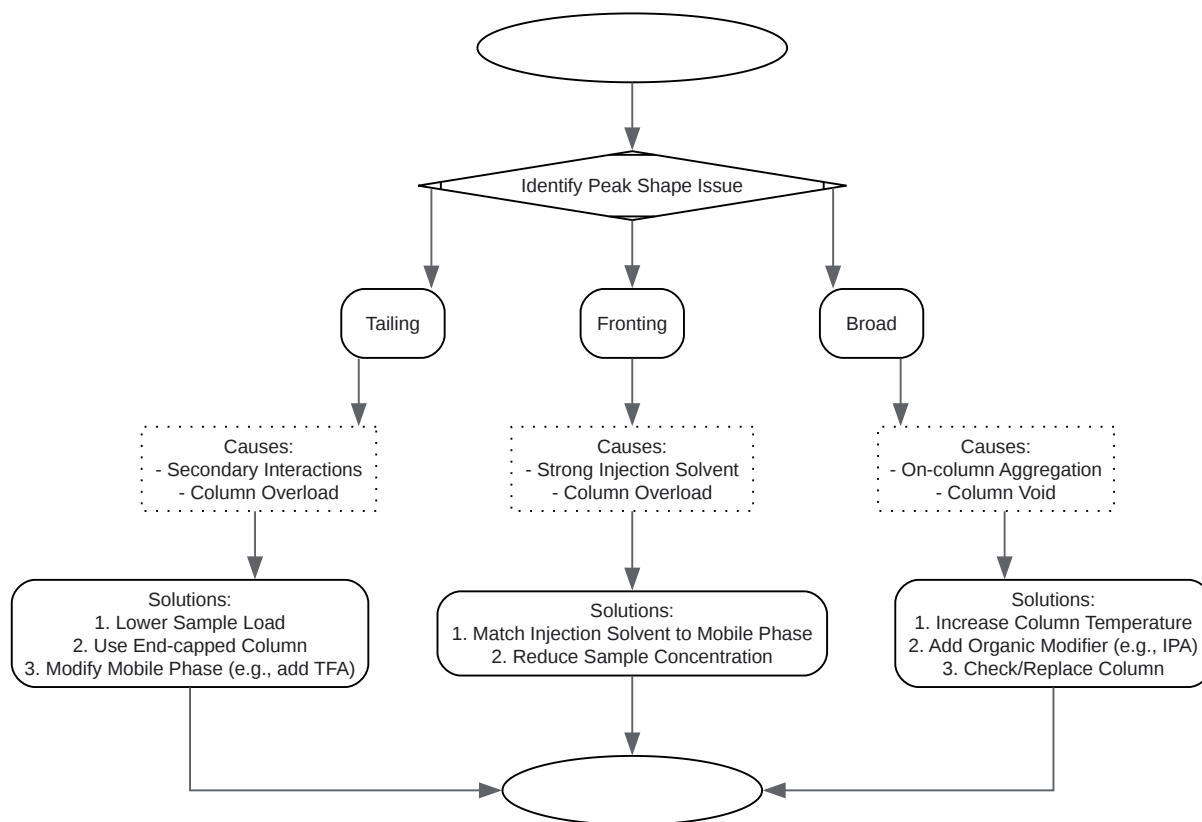 Identify Peak Shape Issue
Tailing
Fronting
Broad
Causes:
- Secondary Interactions
- Column Overload
Causes:
- Strong Injection Solvent
- Column Overload
Causes:
- On-column Aggregation
- Column Void
Solutions:
1. Lower Sample Load
2. Use End-capped Column
3. Modify Mobile Phase (e.g., add TFA)
Solutions:
1. Match Injection Solvent to Mobile Phase
2. Reduce Sample Concentration
Solutions:
1. Increase Column Temperature
2. Add Organic Modifier (e.g., IPA)
3. Check/Replace Column